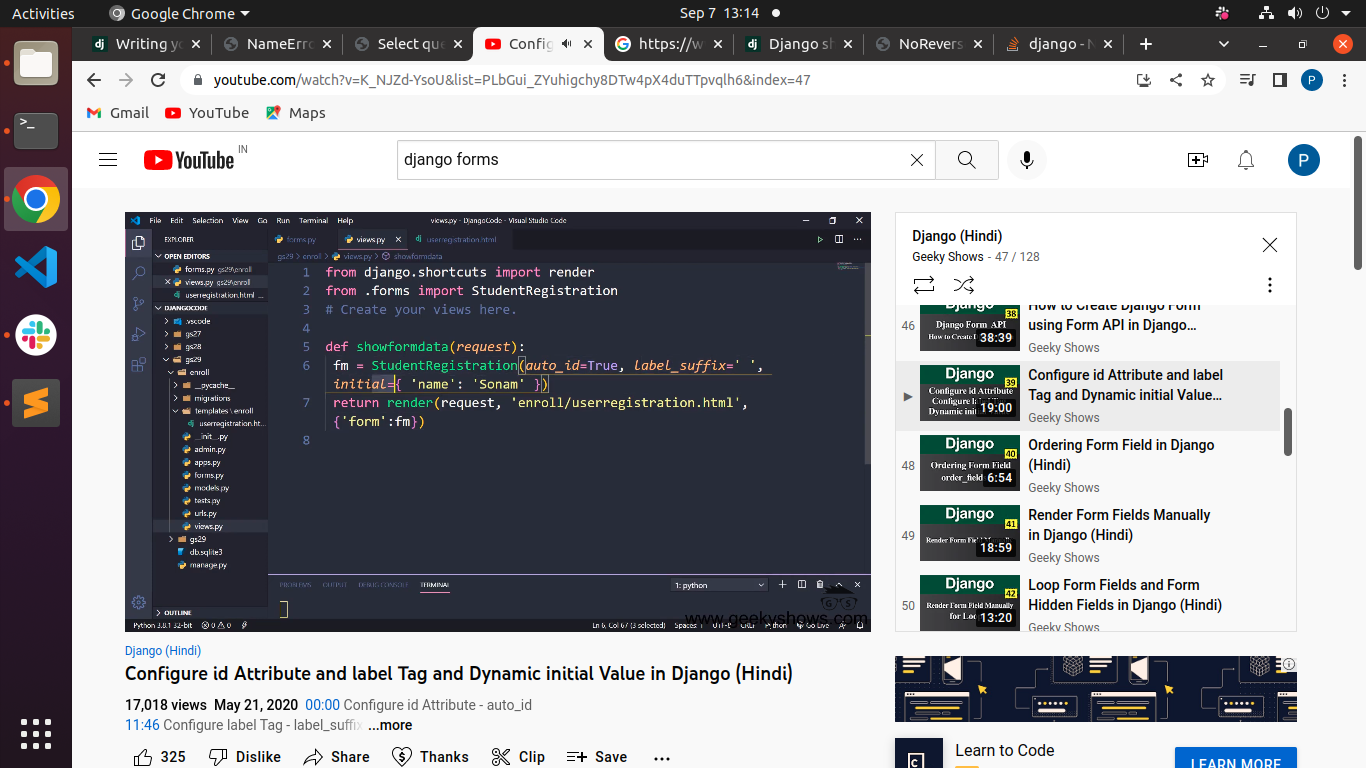 Activities
Google Chrome
Sep 7 13:14
Writing yo
NameErro
Select que
Config
https://w
Django sh
NoRevers
django - N
youtube.com/watch?v=K_NJZd-YsoU&list=PLbGui_ZYuhigchy8DTw4pX4duTTpvqlh6&index=47
P
Gmail
YouTube
Maps
YouTube IN
django forms
P
File Edit Selection View Go Run Terminal Help
views.py - DjangoCode - Visual Studio Code
EXPLORER
forms.py
views.py
userregistration.html
OPEN EDITORS
forms.py gs29\enroll
views.py gs29\enroll
userregistration.html ...
DJANGOCODE
.vscode
gs27
gs28
gs29
enroll
__pycache__
migrations
templates \ enroll
userregistration.ht...
__init__.py
admin.py
apps.py
forms.py
models.py
tests.py
urls.py
views.py
gs29
db.sqlite3
manage.py
OUTLINE
gs29 > enroll > views.py > showformdata
1 from django.shortcuts import render
2 from .forms import StudentRegistration
3 # Create your views here.
4
5 def showformdata(request):
6 fm = StudentRegistration(auto_id=True, label_suffix=' ',
initial={ 'name': 'Sonam' })
7 return render(request, 'enroll/userregistration.html',
{'form':fm})
8
PROBLEMS OUTPUT DEBUG CONSOLE TERMINAL
1: python
GS
www.geekyshows.com
Python 3.8.1 32-bit
0 0
Ln 6, Col 67 (3 selected)
UTF-8
CRLF
Python
Go Live
Django (Hindi)
Geeky Shows - 47 / 128
46
Django
38
Django Form API
38:39
How to Create Django Form
using Form API in Django...
Geeky Shows
Django
39
Configure id Attribute
19:00
Configure id Attribute and label
Tag and Dynamic initial Value...
Geeky Shows
48
Django
40
Ordering Form Field
order_field
6:54
Ordering Form Field in Django
(Hindi)
Geeky Shows
49
Django
41
18:59
Render Form Fields Manually
in Django (Hindi)
Geeky Shows
50
Django
42
Render Form Field Manually
13:20
Loop Form Fields and Form
Hidden Fields in Django (Hindi)
Geeky Shows
Django (Hindi)
Configure id Attribute and label Tag and Dynamic initial Value in Django (Hindi)
17,018 views May 21, 2020 00:00 Configure id Attribute - auto_id
11:46 Configure label Tag - label_suffix ...more
325
Dislike
Share
Thanks
Clip
Save
Learn to Code
LEARN MORE